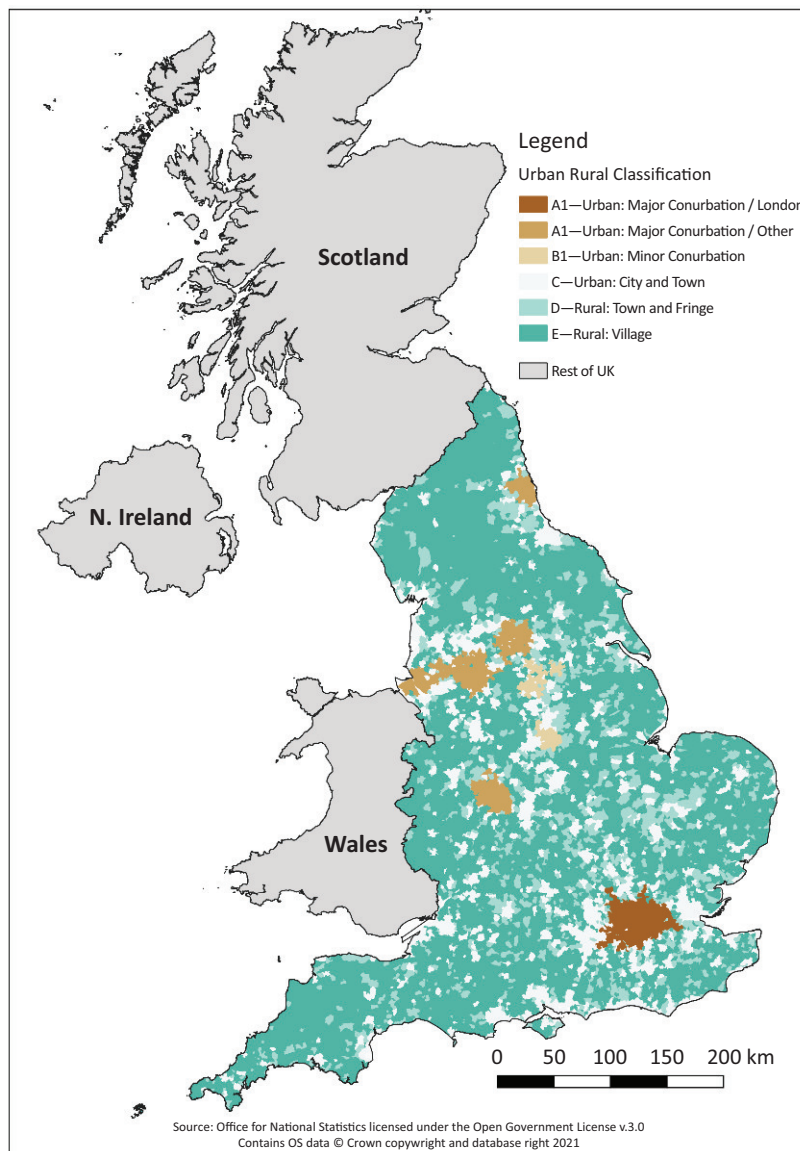 Scotland
N. Ireland
Wales
Legend
Urban Rural Classification
A1—Urban: Major Conurbation / London
A1—Urban: Major Conurbation / Other
B1—Urban: Minor Conurbation
C—Urban: City and Town
D—Rural: Town and Fringe
E—Rural: Village
Rest of UK
0 50 100 150 200 km
Source: Office for National Statistics licensed under the Open Government License v.3.0
Contains OS data © Crown copywright and database right 2021